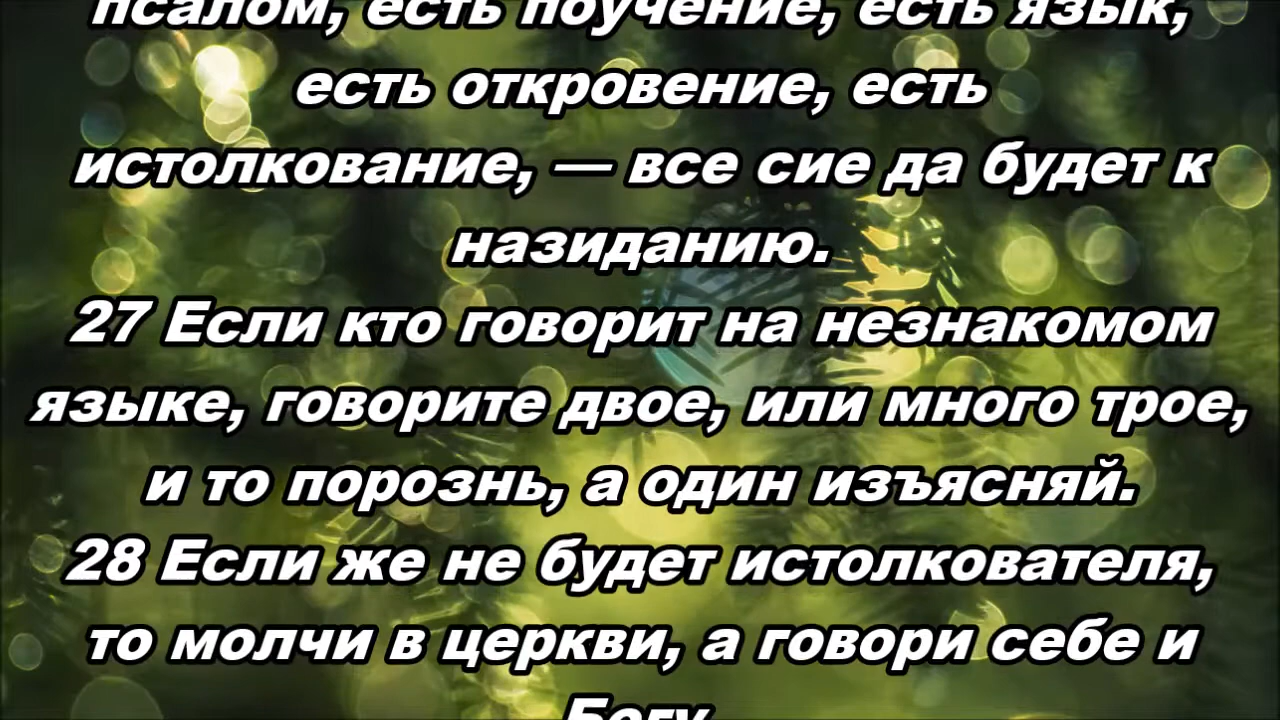 псалом, есть поучение, есть язык,
есть откровение, есть
истолкование, — все сие да будет к
назиданию.
27 Если кто говорит на незнакомом
языке, говорите двое, или много трое,
и то порознь, а один изъясняй.
28 Если же не будет истолкователя,
то молчи в церкви, а говори себе и
Богу